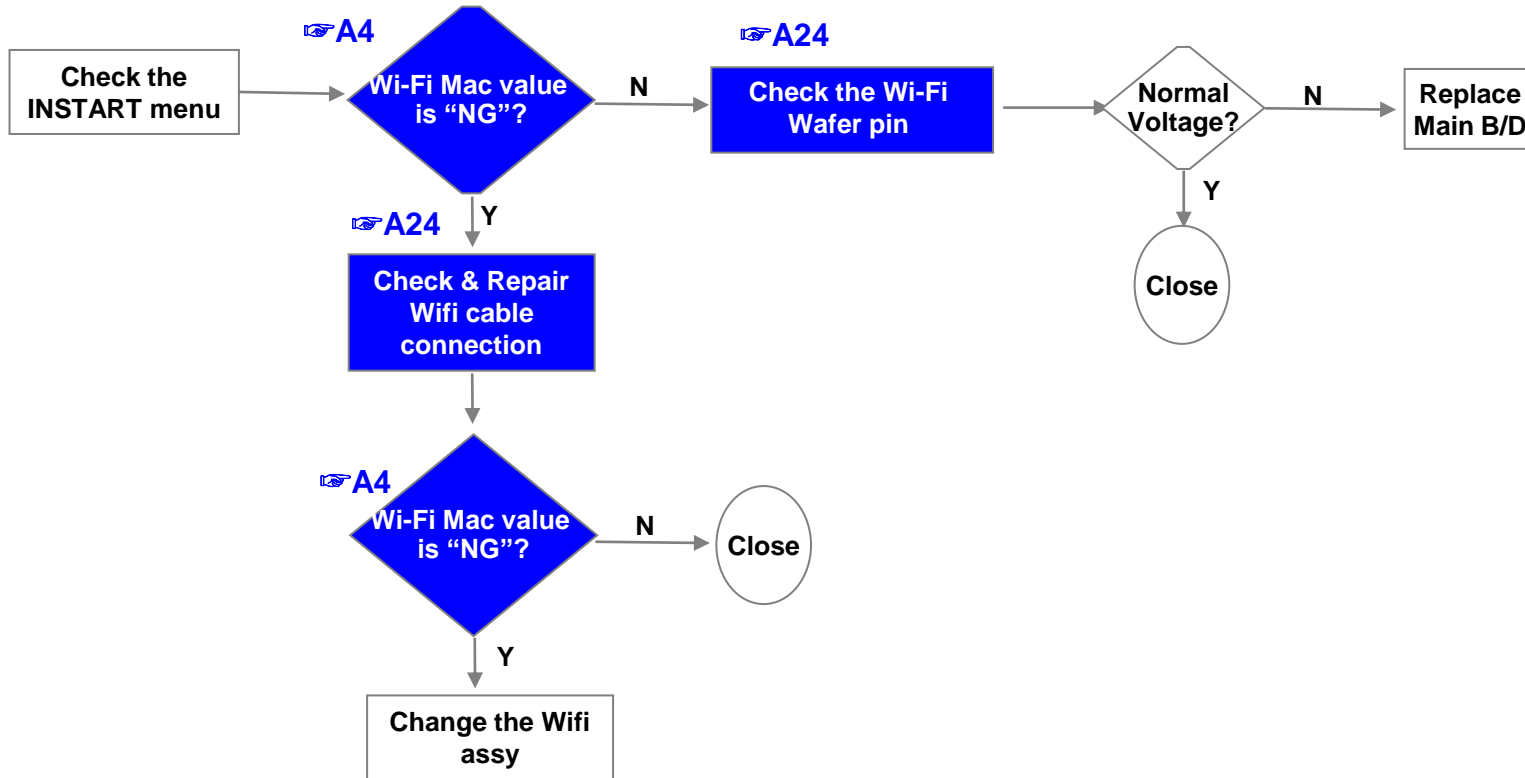 ☞A4
☞A24
Check the
INSTART menu
Wi-Fi Mac value
is “NG”?
N
Check the Wi-Fi
Wafer pin
Normal
Voltage?
N
Replace
Main B/D
Y
☞A24
Y
Check & Repair
Wifi cable
connection
Close
☞A4
Wi-Fi Mac value
is “NG”?
N
Close
Y
Change the Wifi
assy